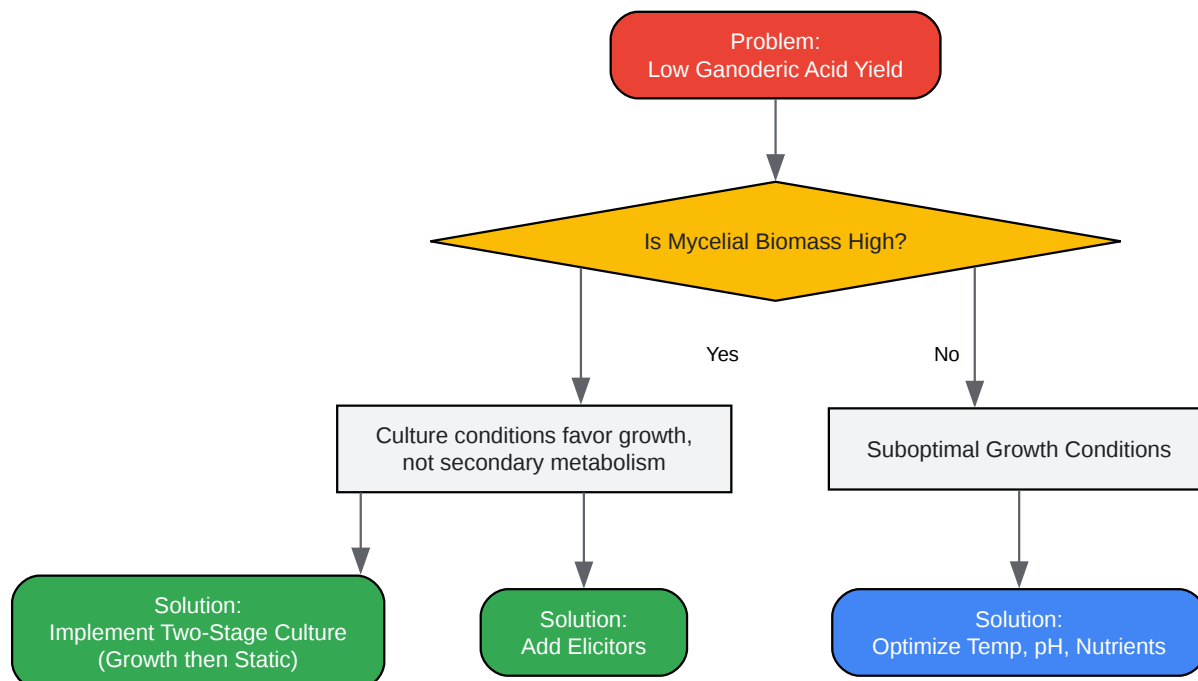 Problem:
Low Ganoderic Acid Yield
Is Mycelial Biomass High?
Yes
No
Culture conditions favor growth,
not secondary metabolism
Suboptimal Growth Conditions
Solution:
Implement Two-Stage Culture
(Growth then Static)
Solution:
Add Elicitors
Solution:
Optimize Temp, pH, Nutrients